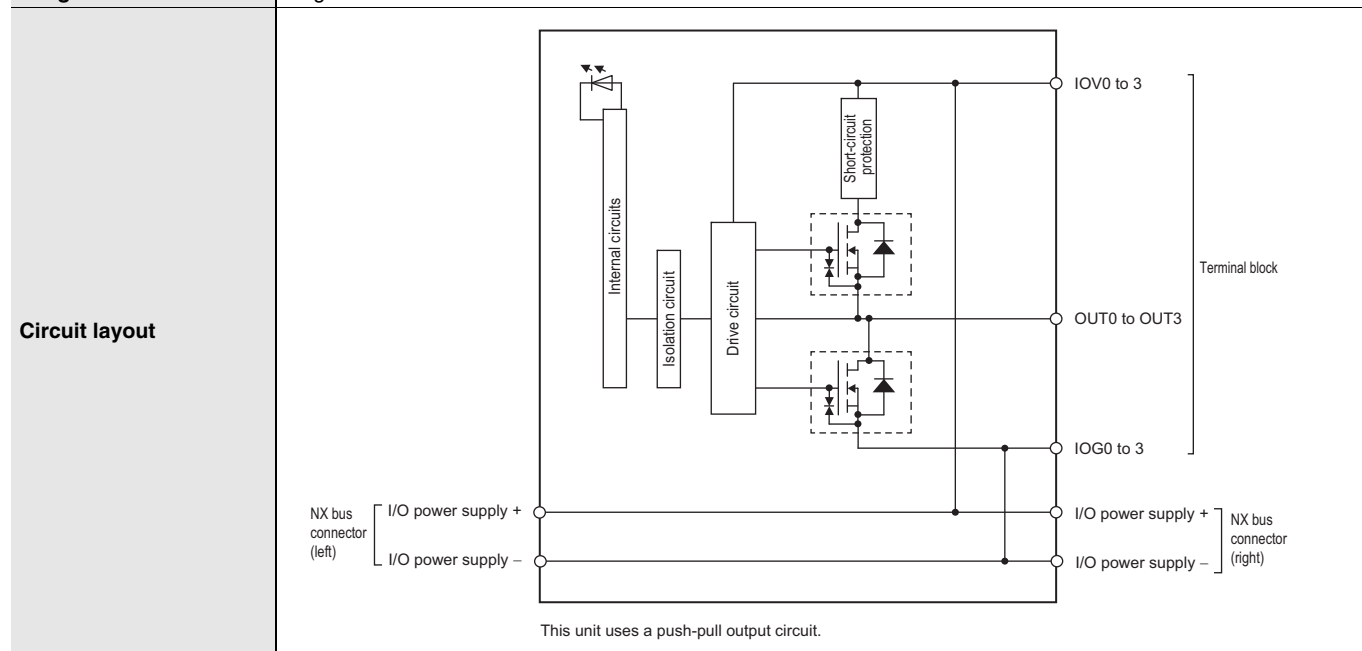 Circuit layout
IOV0 to 3
Short-circuit
protection
Internal circuits
Isolation circuit
Drive circuit
Terminal block
OUT0 to OUT3
IOG0 to 3
NX bus
connector
(left)
I/O power supply +
I/O power supply –
I/O power supply +
I/O power supply –
NX bus
connector
(right)
This unit uses a push-pull output circuit.